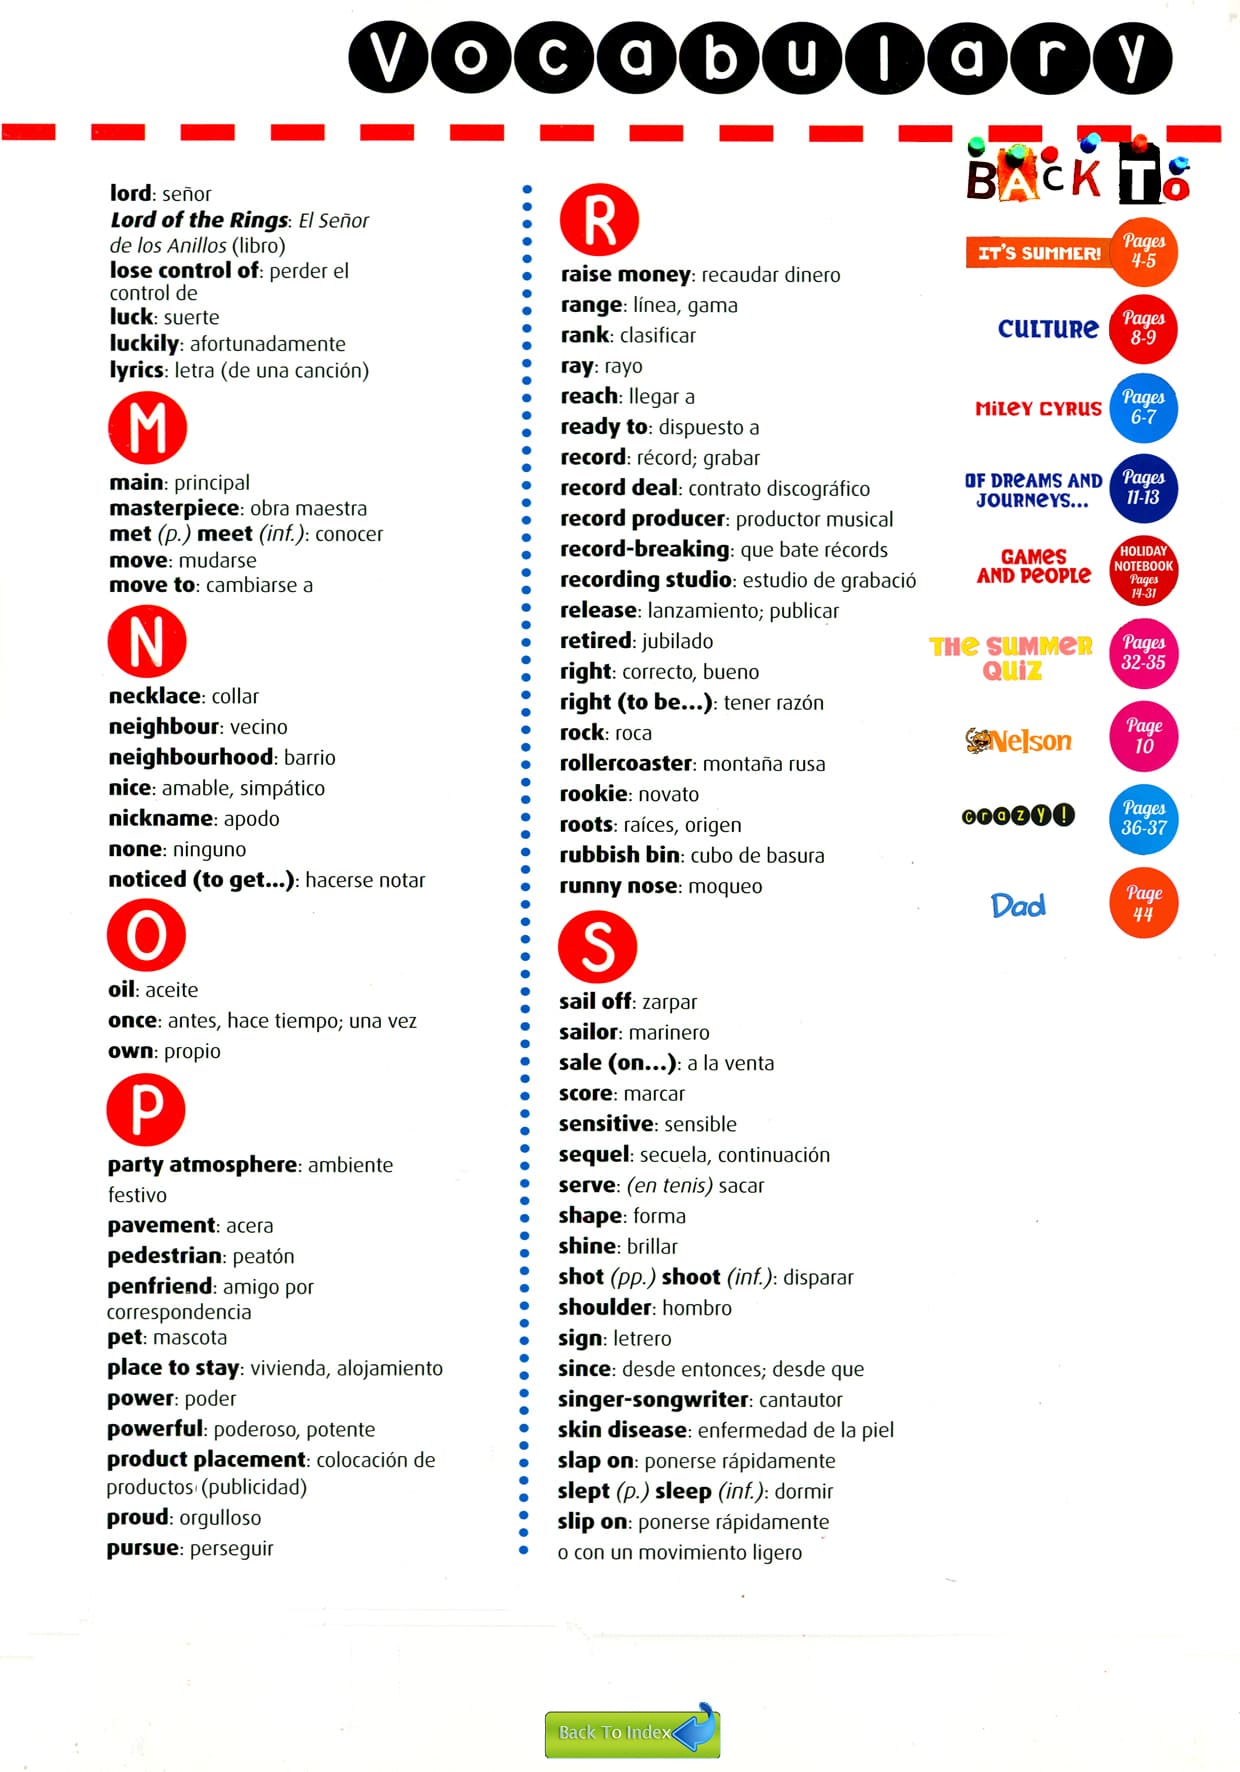 Vocabulary
lord: señor
Lord of the Rings: El Señor
de los Anillos (libro)
lose control of: perder el
control de
luck: suerte
luckily: afortunadamente
lyrics: letra (de una canción)
M
main: principal
masterpiece: obra maestra
met (p.) meet (inf.): conocer
move: mudarse
move to: cambiarse a
N
necklace: collar
neighbour: vecino
neighbourhood: barrio
nice: amable, simpático
nickname: apodo
none: ninguno
noticed (to get...): hacerse notar
O
oil: aceite
once: antes, hace tiempo; una vez
own: propio
P
party atmosphere: ambiente
festivo
pavement: acera
pedestrian: peatón
penfriend: amigo por
correspondencia
pet: mascota
place to stay: vivienda, alojamiento
power: poder
powerful: poderoso, potente
product placement: colocación de
productos (publicidad)
proud: orgulloso
pursue: perseguir
R
raise money: recaudar dinero
range: línea, gama
rank: clasificar
ray: rayo
reach: llegar a
ready to: dispuesto a
record: récord; grabar
record deal: contrato discográfico
record producer: productor musical
record-breaking: que bate récords
recording studio: estudio de grabació
release: lanzamiento; publicar
retired: jubilado
right: correcto, bueno
right (to be...): tener razón
rock: roca
rollercoaster: montaña rusa
rookie: novato
roots: raíces, origen
rubbish bin: cubo de basura
runny nose: moqueo
S
sail off: zarpar
sailor: marinero
sale (on...): a la venta
score: marcar
sensitive: sensible
sequel: secuela, continuación
serve: (en tenis) sacar
shape: forma
shine: brillar
shot (pp.) shoot (inf.): disparar
shoulder: hombro
sign: letrero
since: desde entonces; desde que
singer-songwriter: cantautor
skin disease: enfermedad de la piel
slap on: ponerse rápidamente
slept (p.) sleep (inf.): dormir
slip on: ponerse rápidamente
o con un movimiento ligero
BACK TO
IT'S SUMMER!
Pages
4-5
CULTURE
Pages
8-9
MiLEY CYRUS
Pages
6-7
OF DREAMS AND
JOURNEYS...
Pages
11-13
GAMES
AND PEOPLE
HOLIDAY
NOTEBOOK
Pages
14-31
THE SUMMER
QUiZ
Pages
32-35
Nelson
Page
10
crazy!
Pages
36-37
Dad
Page
44
Back To Index